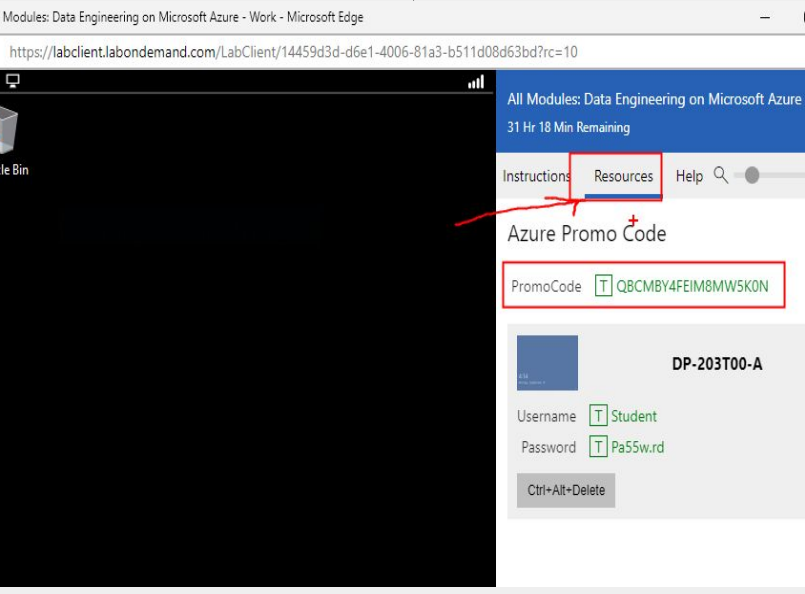 Modules: Data Engineering on Microsoft Azure - Work - Microsoft Edge
https://labclient.labondemand.com/LabClient/14459d3d-d6e1-4006-81a3-b511d08d63bd?rc=10
le Bin
All Modules: Data Engineering on Microsoft Azure
31 Hr 18 Min Remaining
Instructions Resources Help
Azure Promo Code
PromoCode T QBCMBY4FEIM8MW5K0N
DP-203T00-A
Username T Student
Password T Pa55w.rd
Ctrl+Alt+Delete